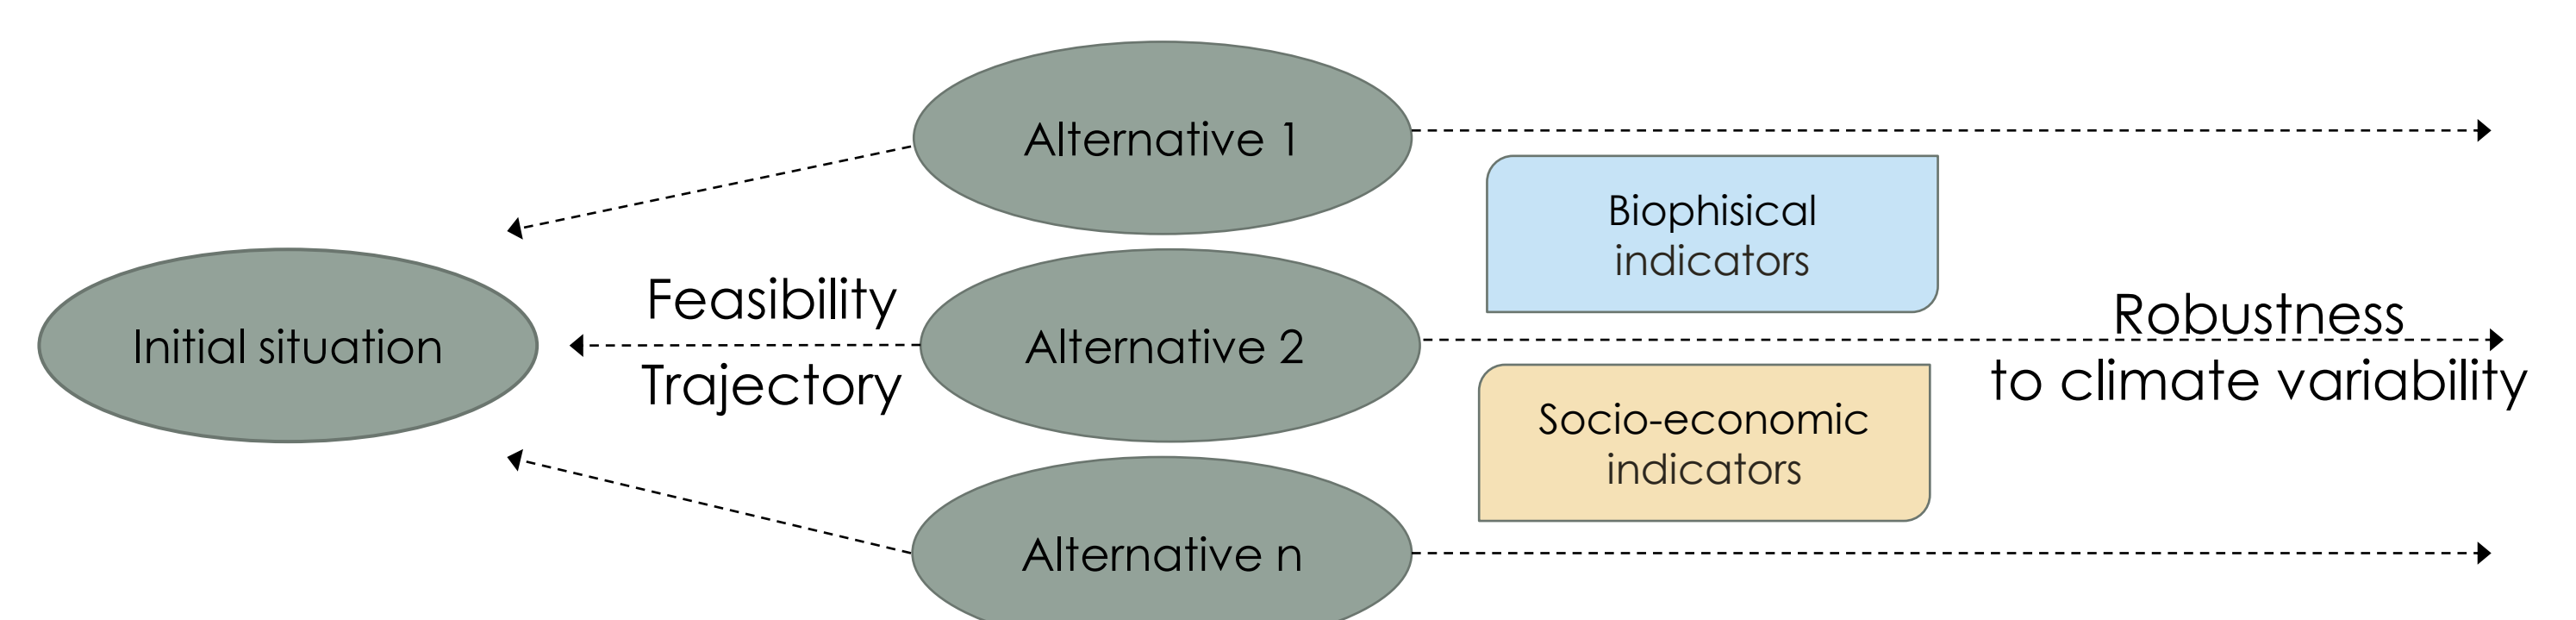 Alternative 1
Biophisical
indicators
Initial situation
Feasibility
Trajectory
Alternative 2
Robustness
to climate variability
Socio-economic
indicators
Alternative n